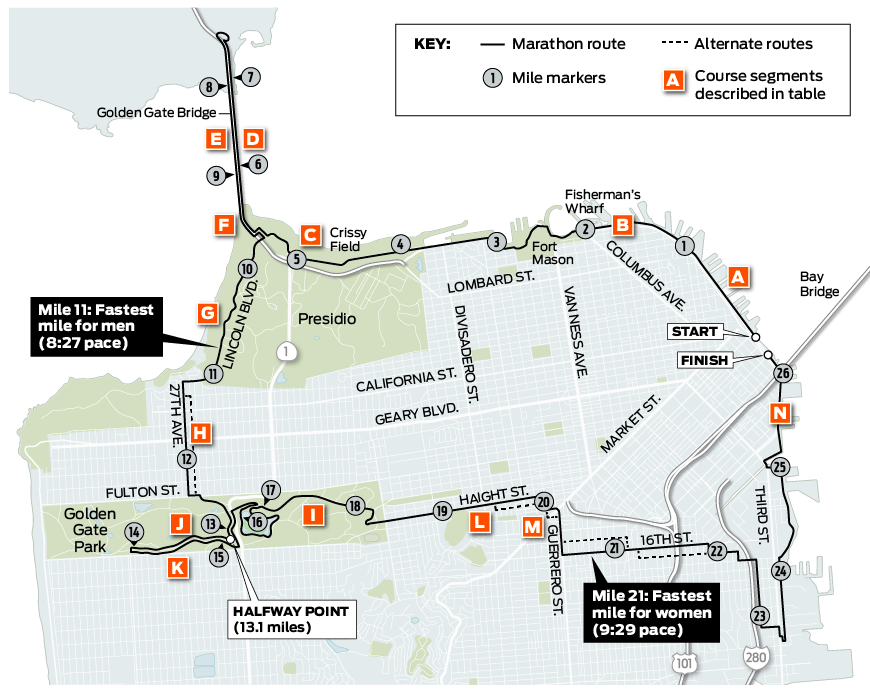 KEY:
Marathon route
Alternate routes
1
Mile markers
A
Course segments
described in table
7
8
Golden Gate Bridge
E
D
6
9
Fisherman's
Wharf
F
C
Crissy
Field
4
3
2
B
1
5
Fort
Mason
10
LOMBARD ST.
COLUMBUS AVE.
A
Bay
Bridge
G
LINCOLN BLVD.
Presidio
DIVISADERO ST.
VAN NESS AVE.
Mile 11: Fastest
mile for men
(8:27 pace)
START
1
FINISH
11
CALIFORNIA ST.
26
27TH AVE.
GEARY BLVD.
MARKET ST.
N
H
12
25
FULTON ST.
17
HAIGHT ST.
20
THIRD ST.
Golden
Gate
Park
14
J
13
16
I
18
19
L
M
GUERRERO ST.
21
16TH ST.
22
K
15
24
HALFWAY POINT
(13.1 miles)
Mile 21: Fastest
mile for women
(9:29 pace)
23
101
280